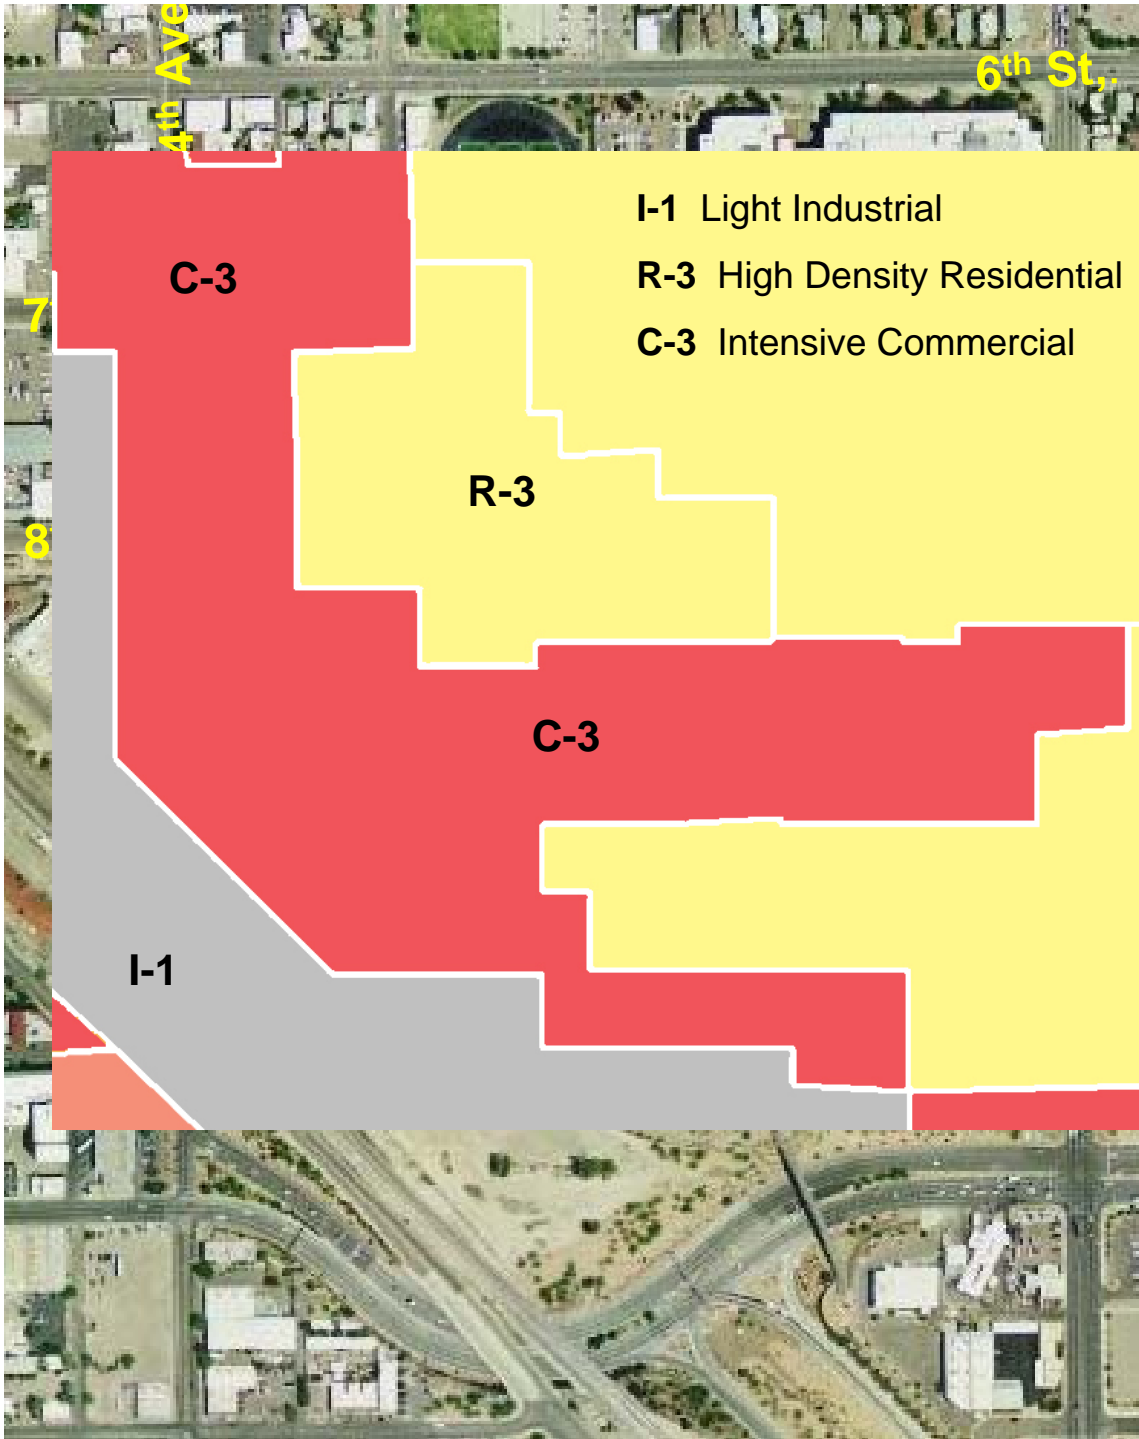 4th Ave
6th St,.
I-1 Light Industrial
C-3
R-3 High Density Residential
7
C-3 Intensive Commercial
R-3
8
C-3
I-1